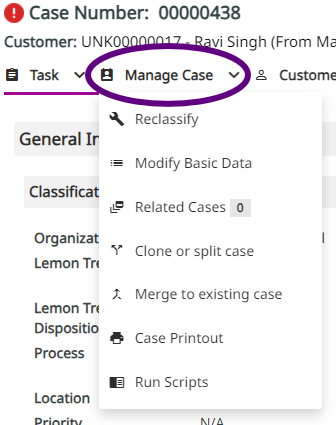 Case Number: 00000438
Customer: UNK00000017 - Ravi Singh (From Ma
Task Manage Case Custome
General In
Reclassify
Modify Basic Data
Classificat
Related Cases 0
Organizat
Clone or split case
Lemon Tre
Merge to existing case
Lemon Tre
Dispositio
Case Printout
Process
Run Scripts
Location
Priority N/A